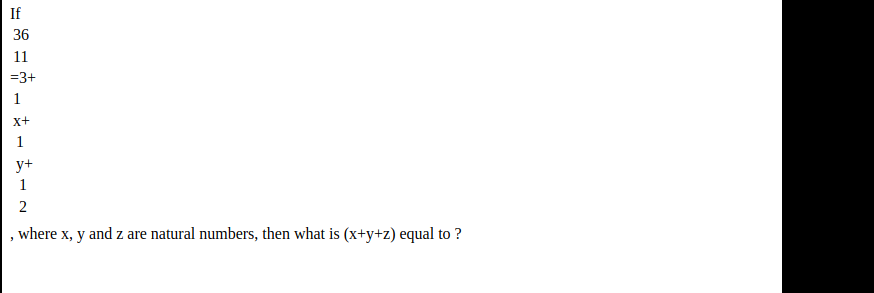 If
36
11
=3+
1
x+
1
y+
1
2
, where x, y and z are natural numbers, then what is (x+y+z) equal to ?